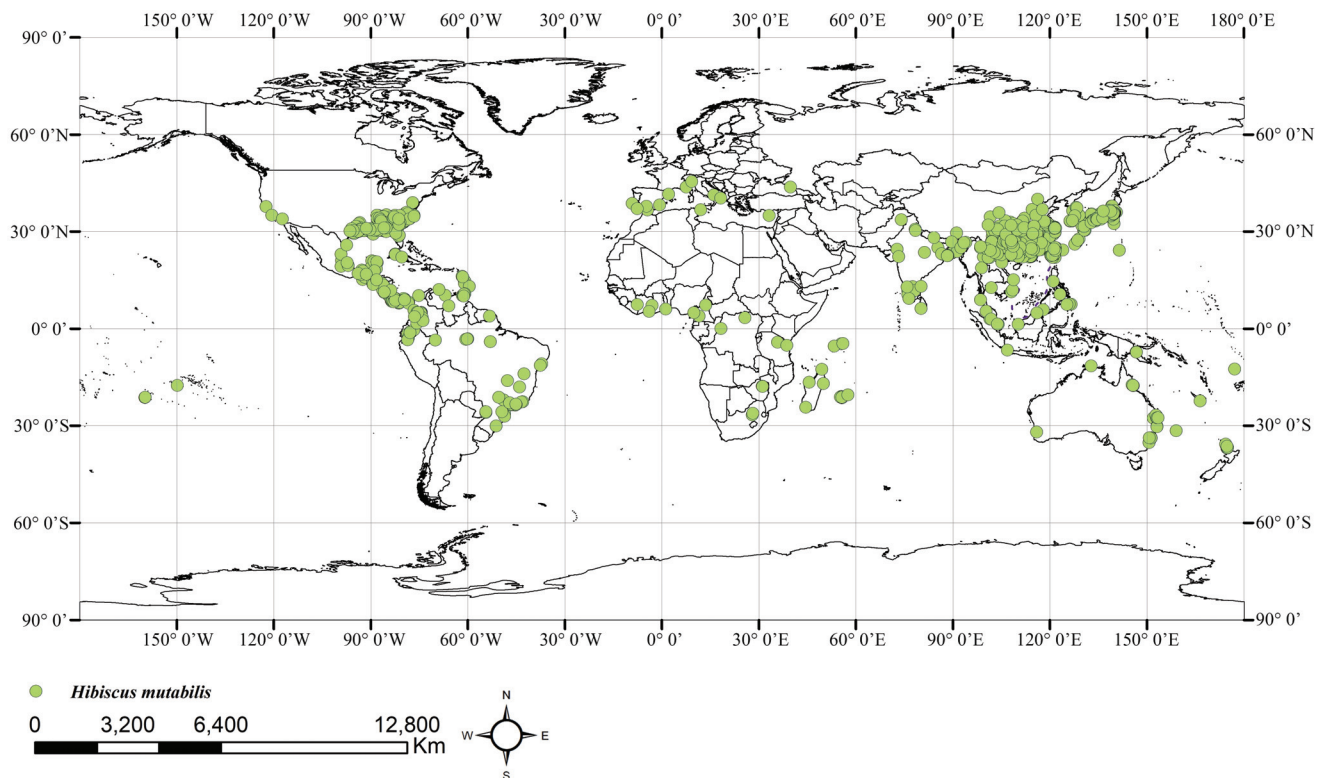 150° 0'W 120° 0'W 90° 0'W 60° 0'W 30° 0'W 0° 0' 30° 0'E 60° 0'E 90° 0'E 120° 0'E 150° 0'E 180° 0'E
90° 0' 90° 0'
60° 0'N 60° 0'N
30° 0'N 30° 0'N
0° 0' 0° 0'
30° 0'S 30° 0'S
60° 0'S 60° 0'S
90° 0' 90° 0'
150° 0'W 120° 0'W 90° 0'W 60° 0'W 30° 0'W 0° 0' 30° 0'E 60° 0'E 90° 0'E 120° 0'E 150° 0'E 180° 0'E
Hibiscus mutabilis
0 3,200 6,400 12,800
Km
N
W E
S